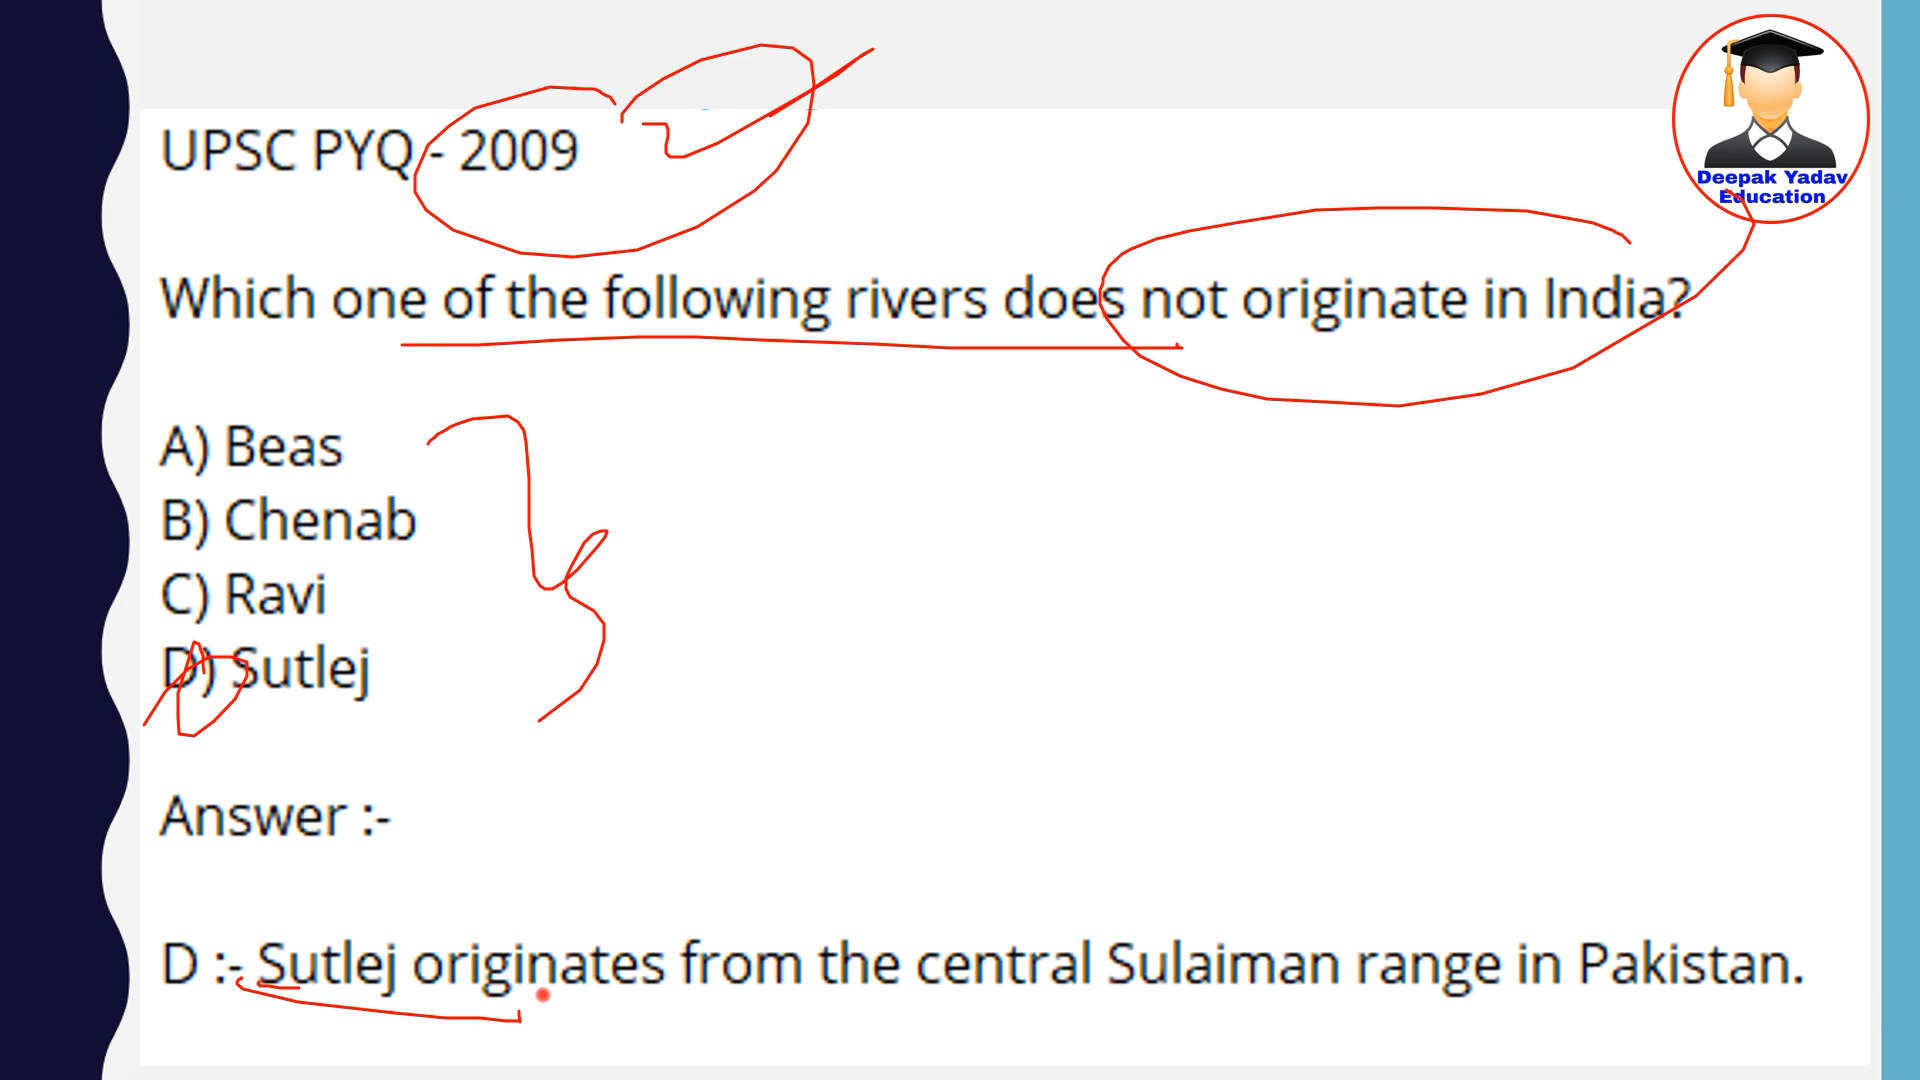 Deepak Yadav
Education
UPSC PYQ - 2009
Which one of the following rivers does not originate in India?
A) Beas
B) Chenab
C) Ravi
D) Sutlej
Answer :-
D :- Sutlej originates from the central Sulaiman range in Pakistan.